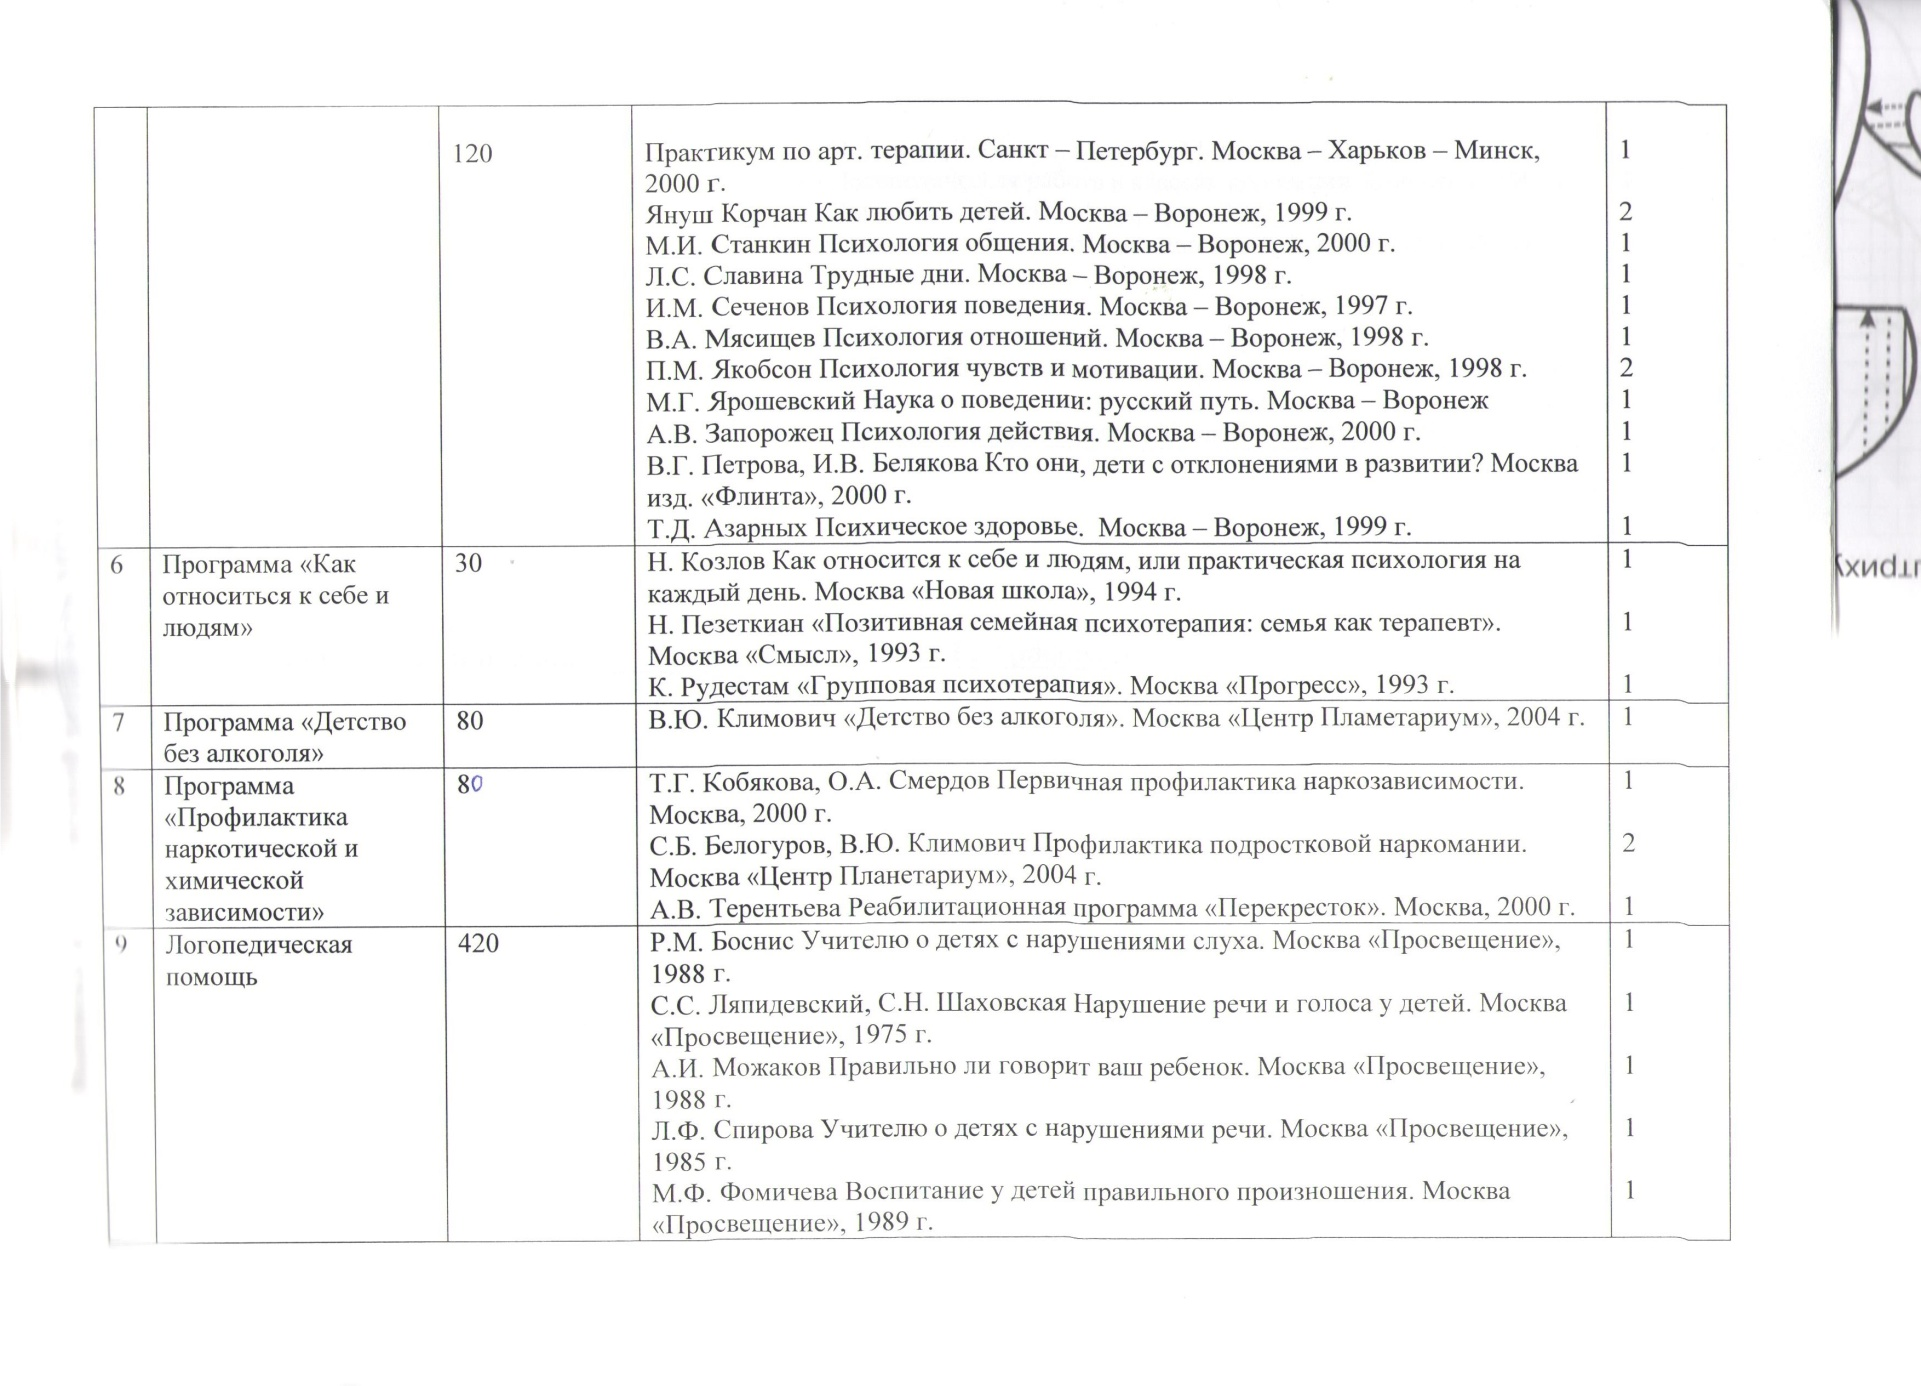 120
Практикум по арт. терапии. Санкт – Петербург. Москва – Харьков – Минск, 1
2000 г.
Януш Корчан Как любить детей. Москва – Воронеж, 1999 г. 2
М.И. Станкин Психология общения. Москва – Воронеж, 2000 г. 1
Л.С. Славина Трудные дни. Москва – Воронеж, 1998 г. 1
И.М. Сеченов Психология поведения. Москва – Воронеж, 1997 г. 1
В.А. Мясищев Психология отношений. Москва – Воронеж, 1998 г. 1
П.М. Якобсон Психология чувств и мотивации. Москва – Воронеж, 1998 г. 2
М.Г. Ярошевский Наука о поведении: русский путь. Москва – Воронеж 1
А.В. Запорожец Психология действия. Москва – Воронеж, 2000 г. 1
В.Г. Петрова, И.В. Белякова Кто они, дети с отклонениями в развитии? Москва 1
изд. «Флинта», 2000 г.
Т.Д. Азарных Психическое здоровье. Москва – Воронеж, 1999 г. 1
6
Программа «Как
относиться к себе и
людям»
30
Н. Козлов Как относится к себе и людям, или практическая психология на 1
каждый день. Москва «Новая школа», 1994 г.
Н. Пезеткиан «Позитивная семейная психотерапия: семья как терапевт». 1
Москва «Смысл», 1993 г.
К. Рудестам «Групповая психотерапия». Москва «Прогресс», 1993 г. 1
7
Программа «Детство
без алкоголя»
80
В.Ю. Климович «Детство без алкоголя». Москва «Центр Пламетариум», 2004 г. 1
8
Программа
«Профилактика
наркотической и
химической
зависимости»
80
Т.Г. Кобякова, О.А. Смердов Первичная профилактика наркозависимости. 1
Москва, 2000 г.
С.Б. Белогуров, В.Ю. Климович Профилактика подростковой наркомании. 2
Москва «Центр Планетариум», 2004 г.
А.В. Терентьева Реабилитационная программа «Перекресток». Москва, 2000 г. 1
9
Логопедическая
помощь
420
Р.М. Боснис Учителю о детях с нарушениями слуха. Москва «Просвещение», 1
1988 г.
С.С. Ляпидевский, С.Н. Шаховская Нарушение речи и голоса у детей. Москва 1
«Просвещение», 1975 г.
А.И. Можаков Правильно ли говорит ваш ребенок. Москва «Просвещение», 1
1988 г.
Л.Ф. Спирова Учителю о детях с нарушениями речи. Москва «Просвещение», 1
1985 г.
М.Ф. Фомичева Воспитание у детей правильного произношения. Москва 1
«Просвещение», 1989 г.